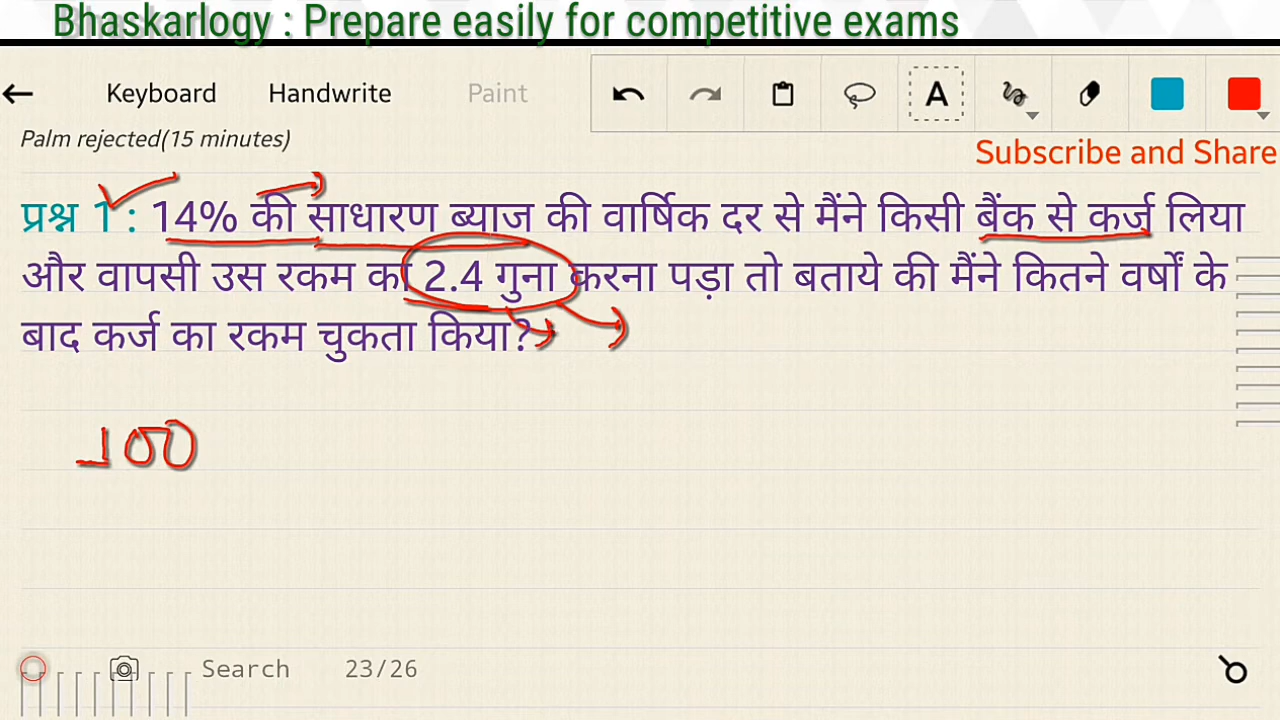 Bhaskarlogy : Prepare easily for competitive exams
Keyboard Handwrite Paint A
Palm rejected(15 minutes)
Subscribe and Share
प्रश्न 1 : 14% की साधारण ब्याज की वार्षिक दर से मैंने किसी बैंक से कर्ज लिया
और वापसी उस रकम का 2.4 गुना करना पड़ा तो बताये की मैंने कितने वर्षों के
बाद कर्ज का रकम चुकता किया?
100
Search 23/26